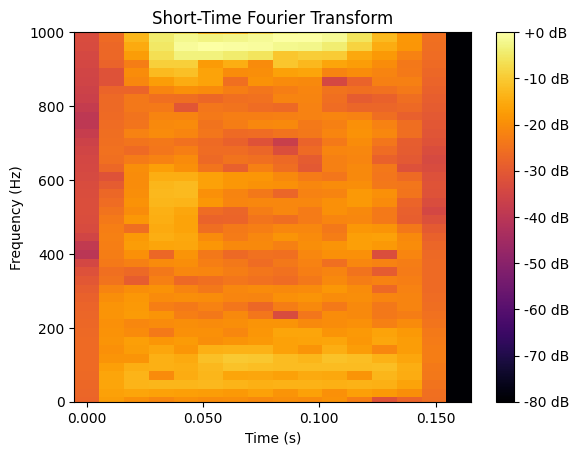 Short-Time Fourier Transform
1000
800
600
400
200
0
Frequency (Hz)
0.000
0.050
0.100
0.150
Time (s)
+0 dB
-10 dB
-20 dB
-30 dB
-40 dB
-50 dB
-60 dB
-70 dB
-80 dB